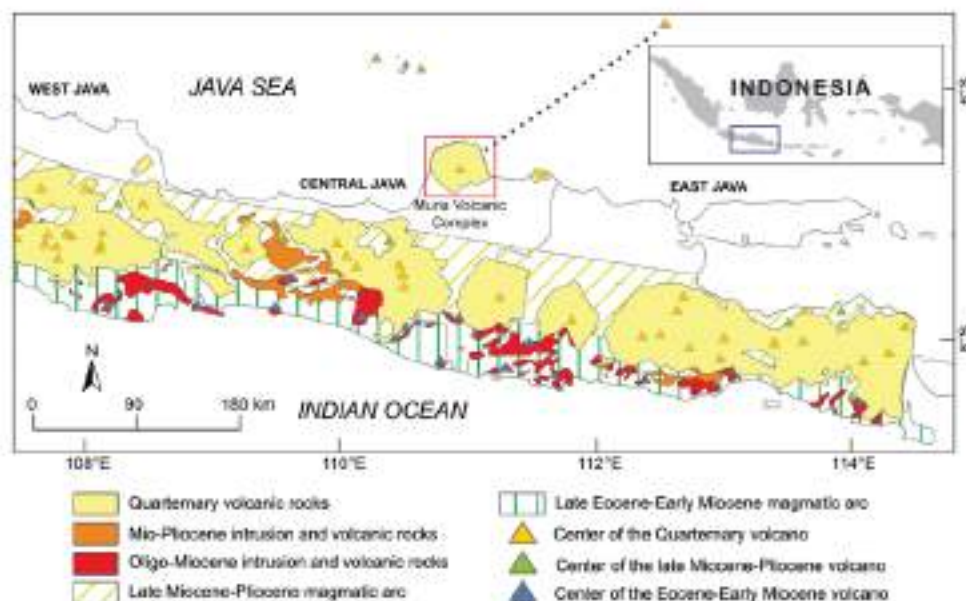 WEST JAVA
JAVA SEA
INDONESIA
CENTRAL JAVA
EAST JAVA
Muria Volcanic
Complex
N
0 90 180 km
INDIAN OCEAN
108°E 110°E 112°E 114°E
Quarternary volcanic rocks
Mio-Pliocene intrusion and volcanic rocks
Oligo-Miocene intrusion and volcanic rocks
Late Miocene-Pliocene magmatic arc
Late Eocene-Early Miocene magmatic arc
Center of the Quarternary volcano
Center of the late Miocene-Pliocene volcano
Center of the Eocene-Early Miocene volcano